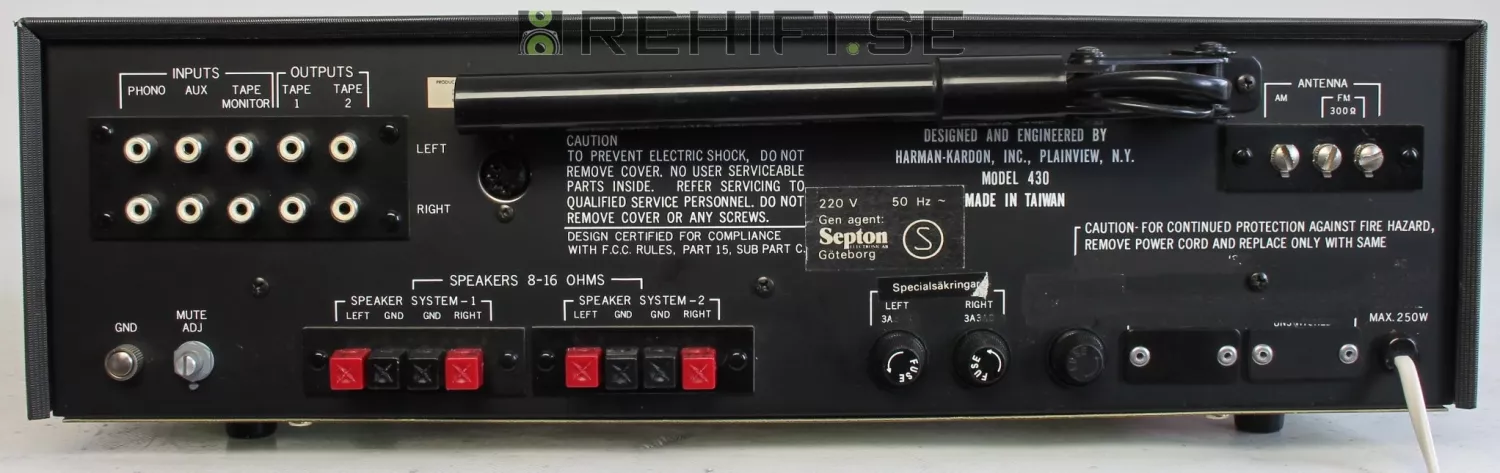 REHIFI.SE
INPUTS
OUTPUTS
PHONO
AUX
TAPE
MONITOR
TAPE
1
TAPE
2
LEFT
RIGHT
CAUTION
TO PREVENT ELECTRIC SHOCK, DO NOT
REMOVE COVER. NO USER SERVICEABLE
PARTS INSIDE. REFER SERVICING TO
QUALIFIED SERVICE PERSONNEL. DO NOT
REMOVE COVER OR ANY SCREWS.
DESIGN CERTIFIED FOR COMPLIANCE
WITH F.C.C. RULES, PART 15, SUB PART C.
DESIGNED AND ENGINEERED BY
HARMAN-KARDON, INC., PLAINVIEW, N.Y.
MODEL 430
MADE IN TAIWAN
220 V 50 Hz ~
Gen agent:
Septon
ELECTRONIC AB
Göteborg
S
ANTENNA
AM
FM
300Ω
CAUTION- FOR CONTINUED PROTECTION AGAINST FIRE HAZARD,
REMOVE POWER CORD AND REPLACE ONLY WITH SAME
SPEAKERS 8-16 OHMS
SPEAKER SYSTEM-1
LEFT GND GND RIGHT
SPEAKER SYSTEM-2
LEFT GND GND RIGHT
GND
MUTE
ADJ
Specialsäkringar
LEFT
RIGHT
3A
3A
FUSE
FUSE
MAX. 250W